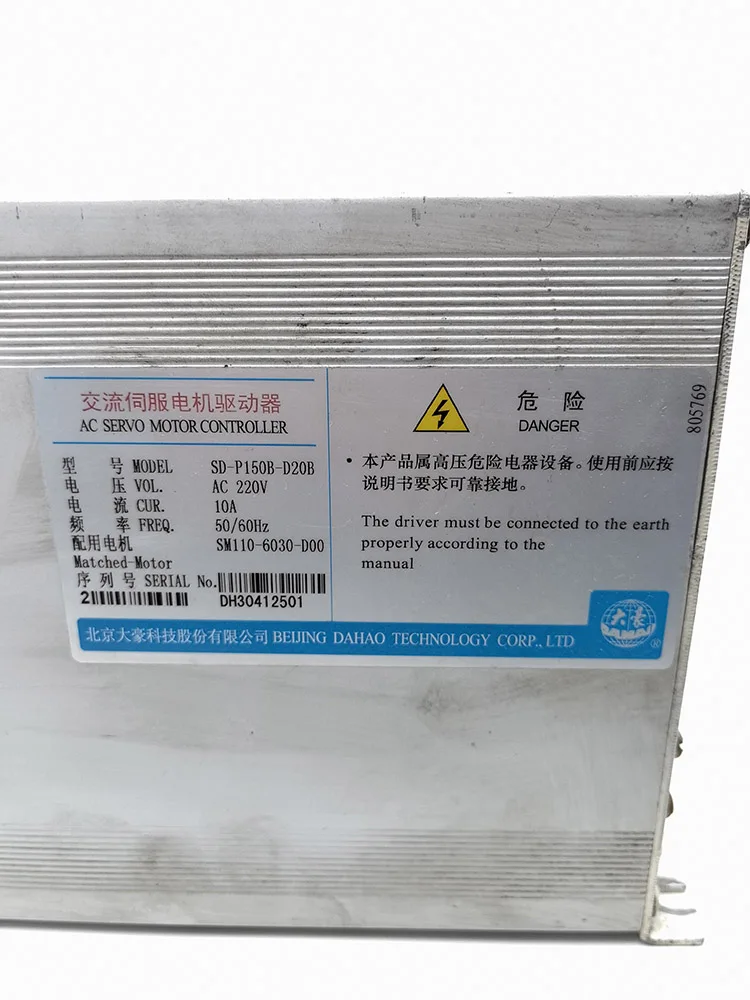 交流伺服电机驱动器
AC SERVO MOTOR CONTROLLER
型 号 MODEL SD-P150B-D20B
电 压 VOL. AC 220V
电 流 CUR. 10A
频 率 FREQ. 50/60Hz
配用电机 SM110-6030-D00
Matched-Motor
序 列 号 SERIAL No.
2 DH30412501
危 险
DANGER
• 本产品属高压危险电器设备。使用前应按
说明书要求可靠接地。
The driver must be connected to the earth
properly according to the
manual
805769
大豪
®
北京大豪科技股份有限公司 BEIJING DAHAO TECHNOLOGY CORP., LTD